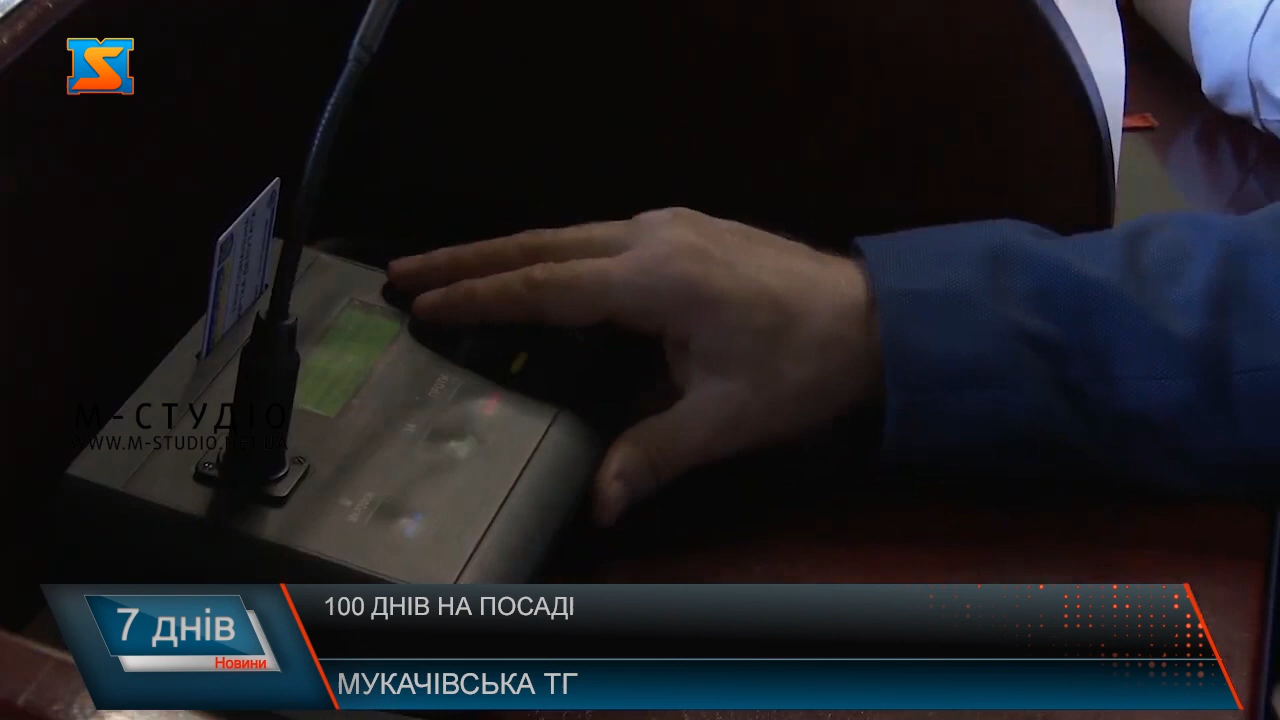 М-СТУДІО
WWW.M-STUDIO.NET.UA
100 ДНІВ НА ПОСАДІ
7 днів
Новини
МУКАЧІВСЬКА ТГ